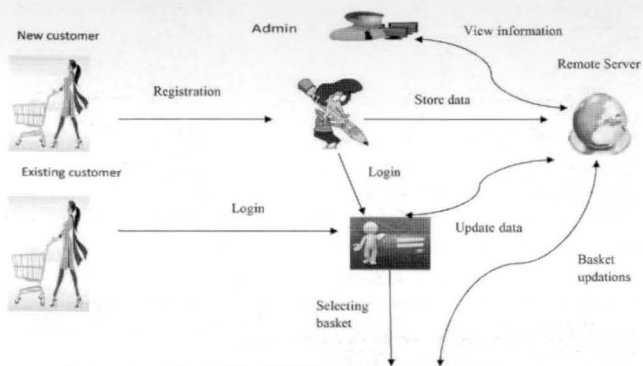 New customer
Admin
View information
Remote Server
Registration
Store data
Existing customer
Login
Login
Update data
Basket
updations
Selecting
basket